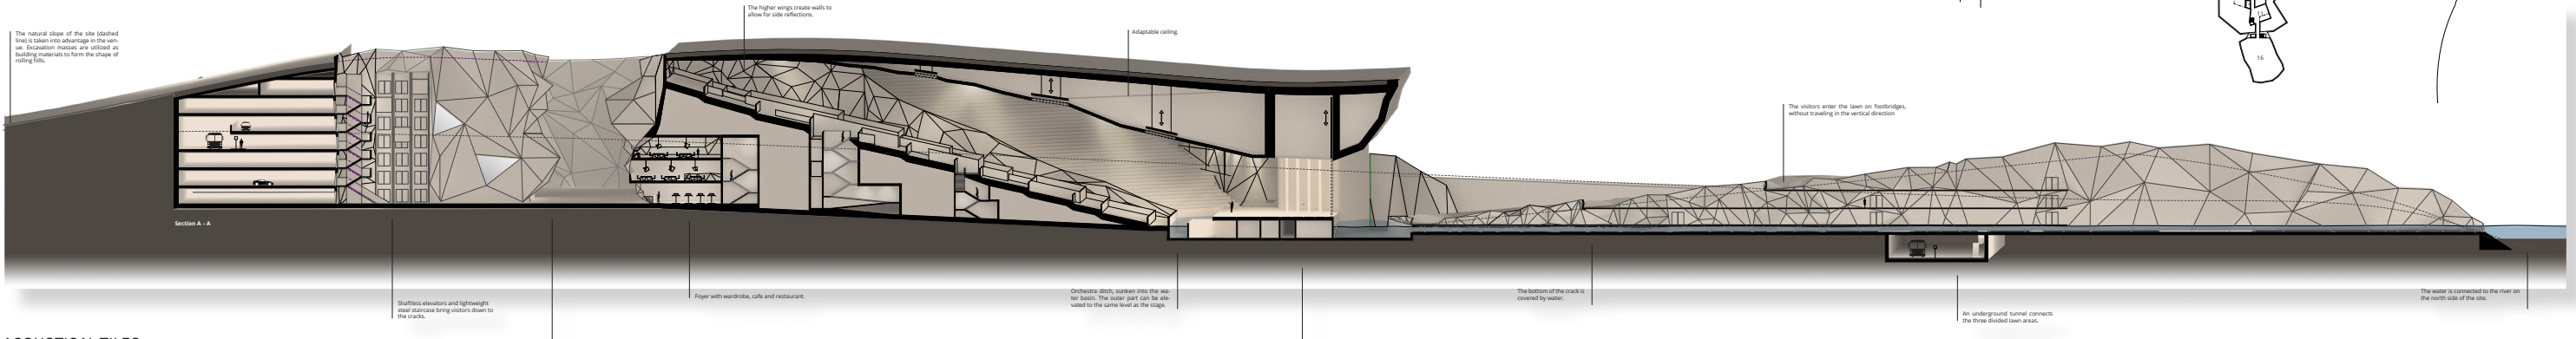 The higher wings create walls to
allow for side reflections.
The natural slope of the site (dashed
line) is taken into advantage in the ven-
ue. Excavation masses are utilized as
building materials to form the shape of
rolling hills.
Adaptable ceiling.
16
The visitors enter the lawn on footbridges,
without traveling in the vertical direction
Section A – A
Shaftless elevators and lightweight
steel staircase bring visitors down to
the cracks.
Foyer with wardrobe, cafe and restaurant.
Orchestra ditch, sunken into the wa-
ter basin. The outer part can be ele-
vated to the same level as the stage.
The bottom of the crack is
covered by water.
An underground tunnel connects
the three divided lawn areas.
The water is connected to the river on
the north side of the site.
ACOUSTICAL TILES